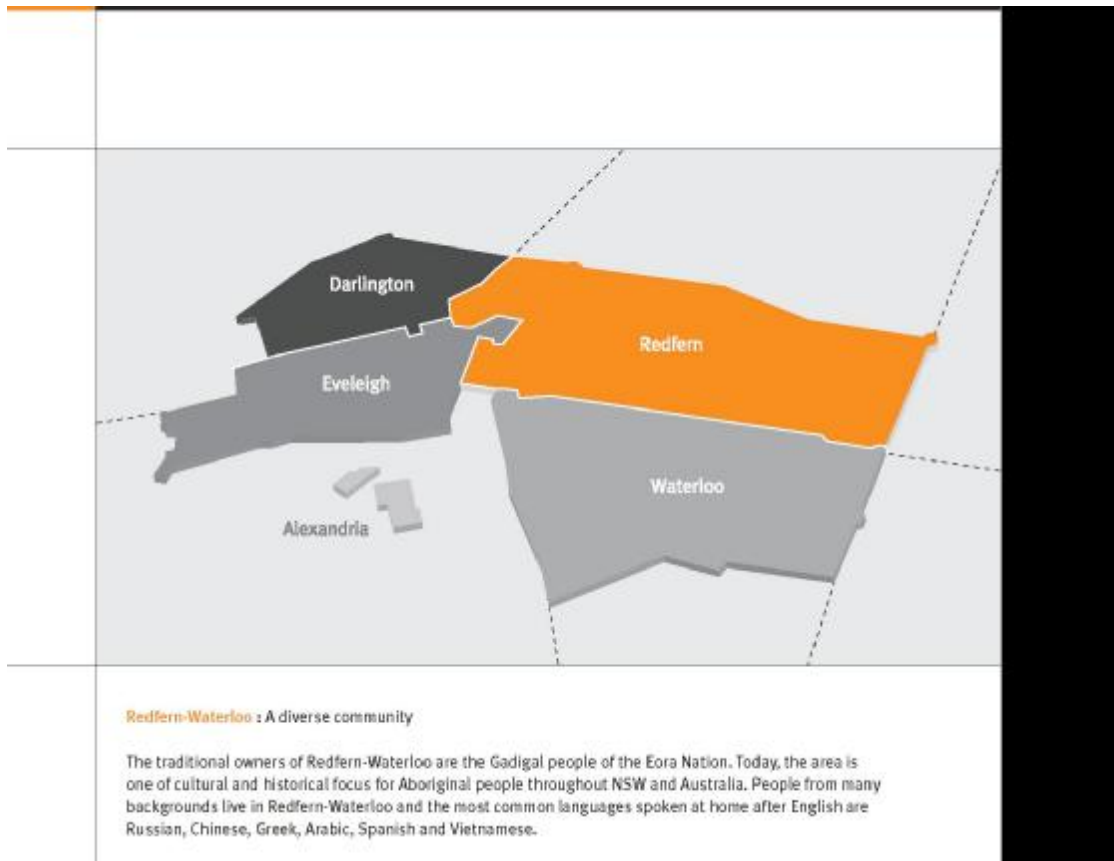 Darlington
Redfern
Eveleigh
Waterloo
Alexandria
Redfern-Waterloo : A diverse community
The traditional owners of Redfern-Waterloo are the Gadigal people of the Eora Nation. Today, the area is
one of cultural and historical focus for Aboriginal people throughout NSW and Australia. People from many
backgrounds live in Redfern-Waterloo and the most common languages spoken at home after English are
Russian, Chinese, Greek, Arabic, Spanish and Vietnamese.